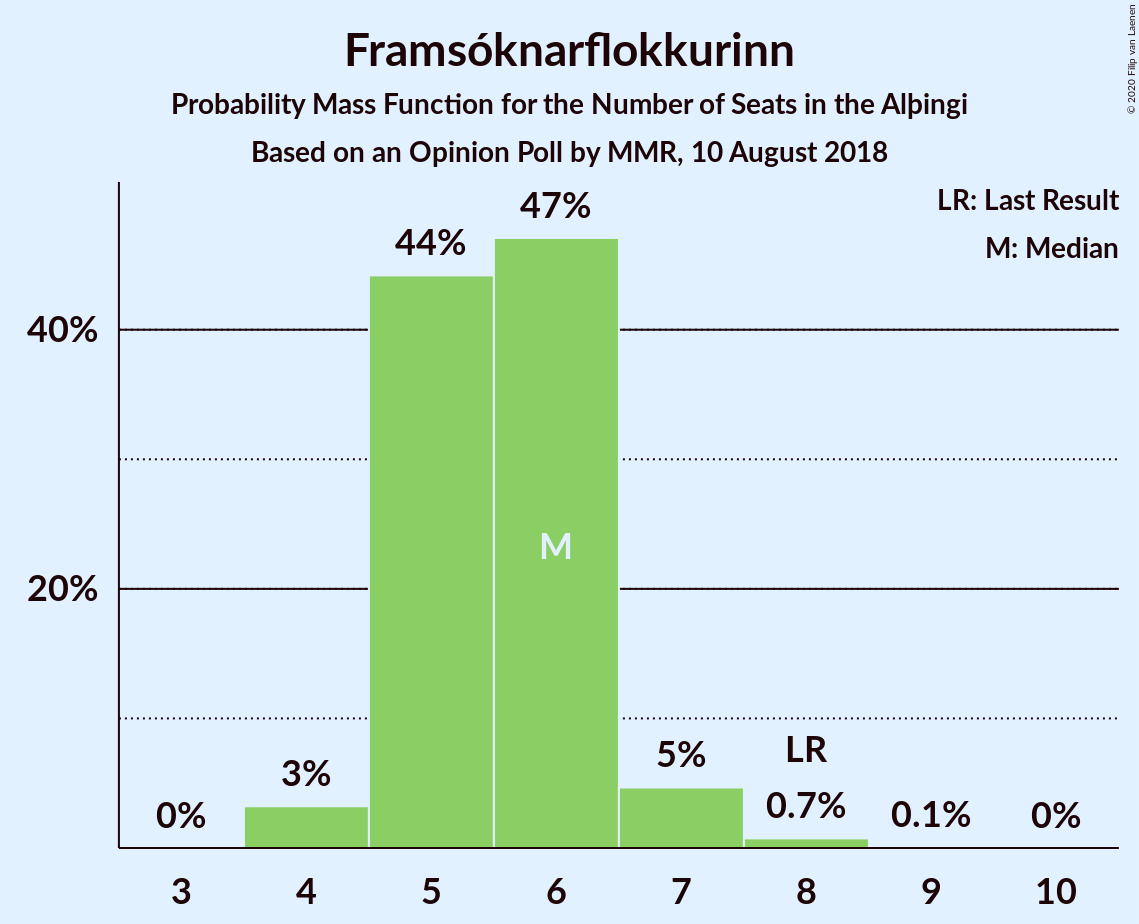 Framsóknarflokkurinn
Probability Mass Function for the Number of Seats in the Alþingi
Based on an Opinion Poll by MMR, 10 August 2018
© 2020 Filip van Laenen
LR: Last Result
M: Median
40%
20%
0%
3%
44%
47%
M
5%
LR
0.7%
0.1%
0%
3 4 5 6 7 8 9 10